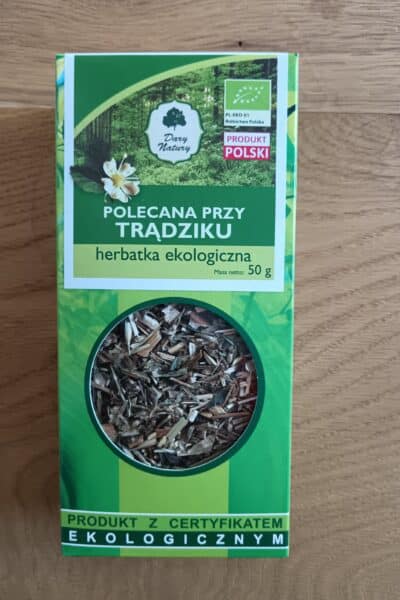 Dary
Natury
PL-EKO-01
Rolnictwo Polska
PRODUKT
POLSKI
POLECANA PRZY
TRĄDZIKU
herbatka ekologiczna
Masa netto: 50 g
PRODUKT Z CERTYFIKATEM
EKOLOGICZNYM